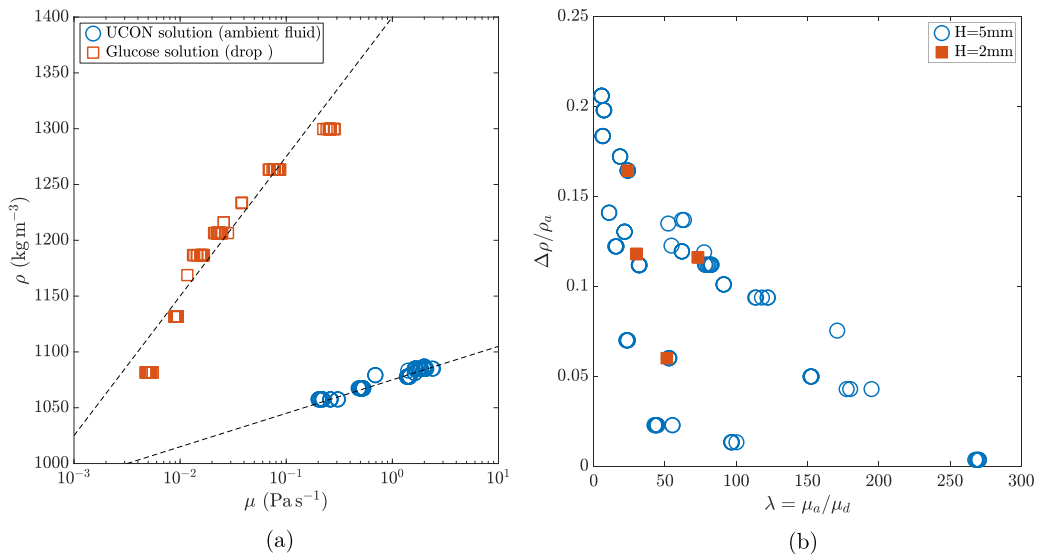 1400
1350
1300
1250
1200
1150
1100
1050
1000
ρ (kg m⁻³)
UCON solution (ambient fluid)
Glucose solution (drop )
10⁻³
10⁻²
10⁻¹
10⁰
10¹
μ (Pa s⁻¹)
(a)
0.25
0.2
0.15
0.1
0.05
0
Δρ/ρₐ
H=5mm
H=2mm
0
50
100
150
200
250
300
λ = μₐ/μ_d
(b)